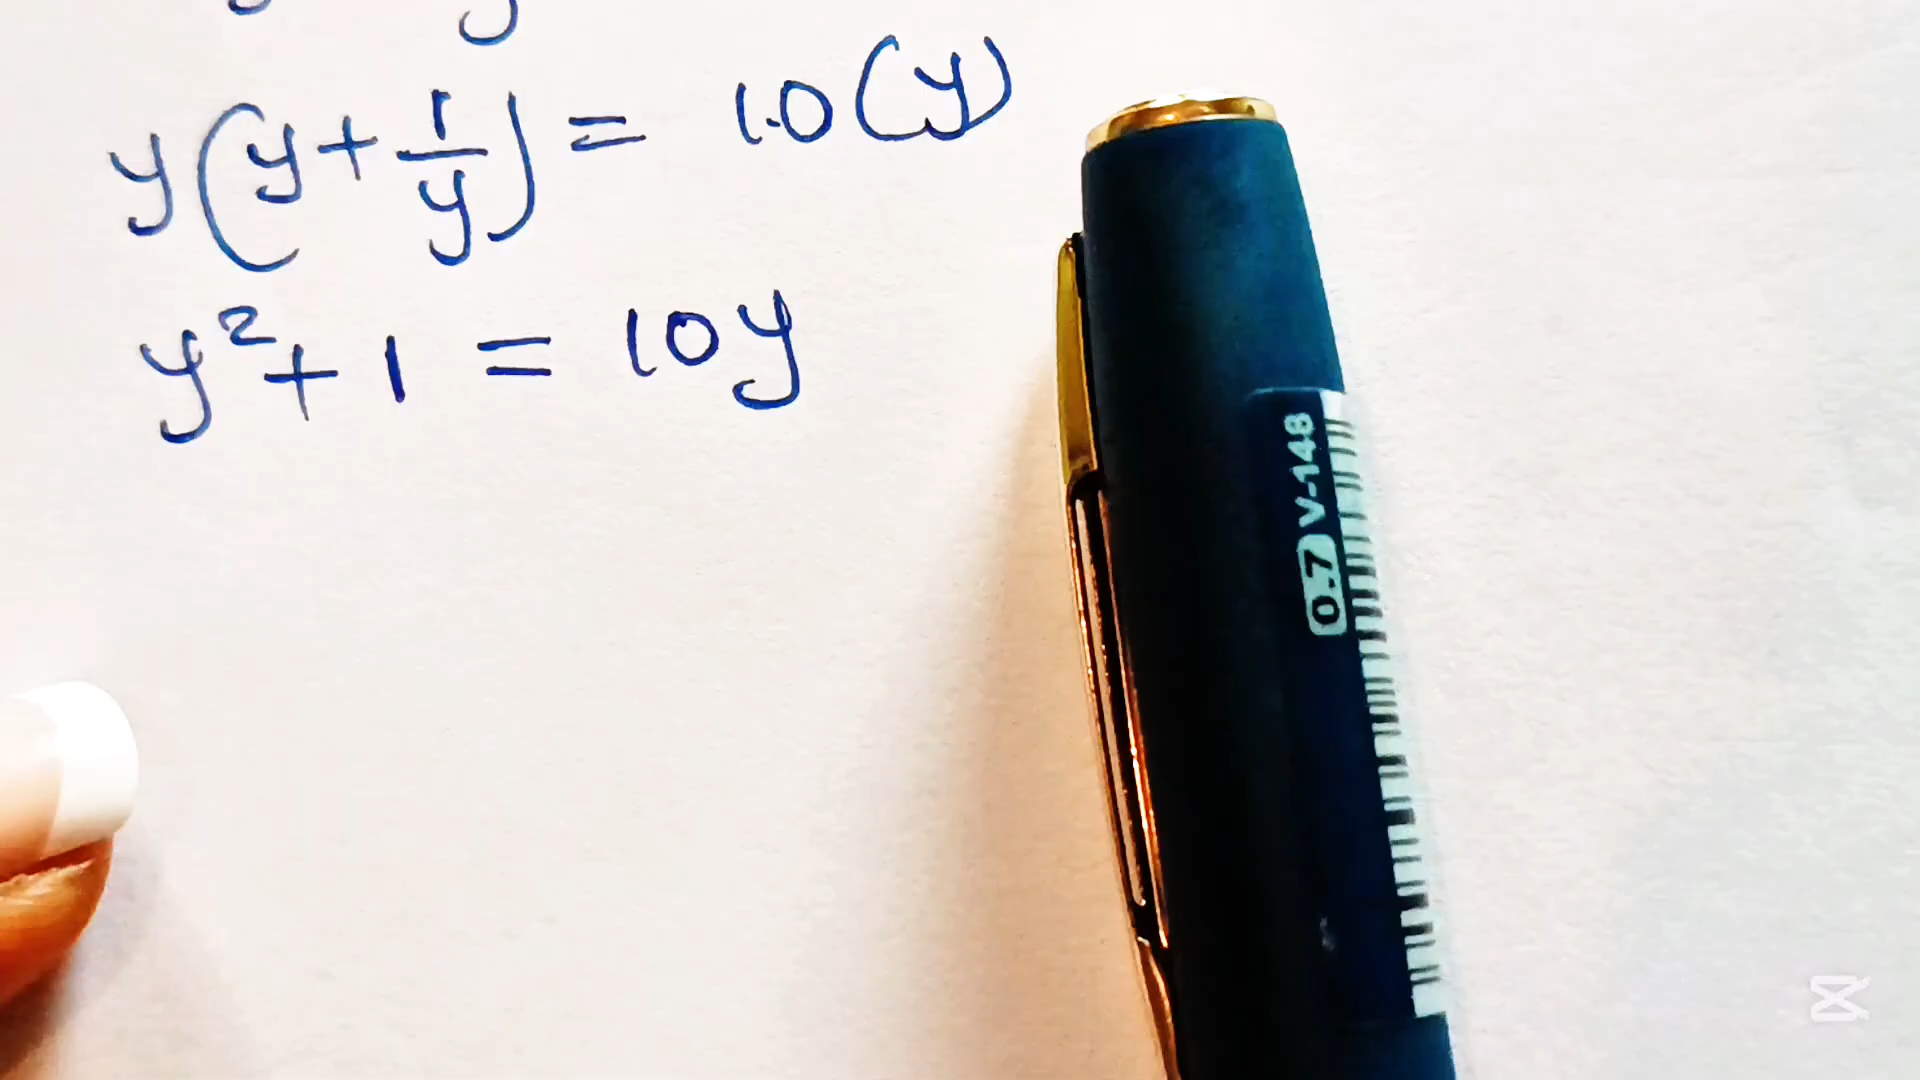 y(y+1/y) = 10(y)
y²+1 = 10y
0.7 V-148